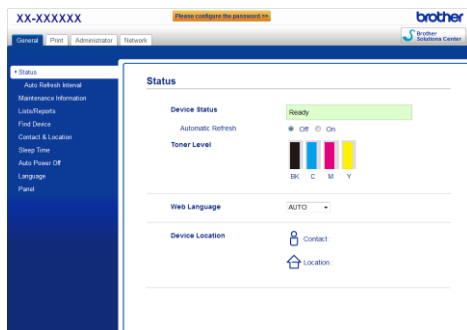 XX-XXXXXX
Please configure the password >>
brother
General Print Administrator Network
Brother
Solutions Center
Status
Auto Refresh Interval
Maintenance Information
Lists/Reports
Find Device
Contact & Location
Sleep Time
Auto Power Off
Language
Panel
Status
Device Status
Ready
Automatic Refresh
Off On
Toner Level
BK C M Y
Web Language
AUTO
Device Location
Contact :
Location :